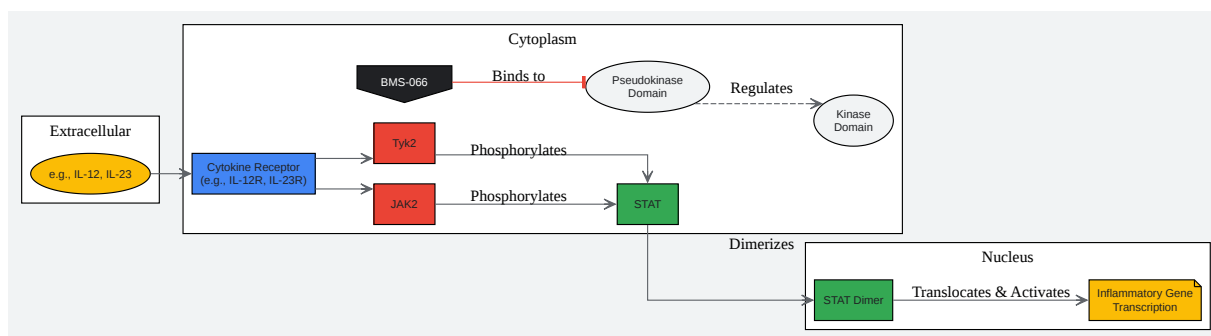 Cytoplasm
BMS-066
Binds to
Pseudokinase
Domain
Regulates
Kinase
Domain
Extracellular
e.g., IL-12, IL-23
Cytokine Receptor
(e.g., IL-12R, IL-23R)
Tyk2
Phosphorylates
JAK2
Phosphorylates
STAT
Dimerizes
Nucleus
STAT Dimer
Translocates & Activates
Inflammatory Gene
Transcription